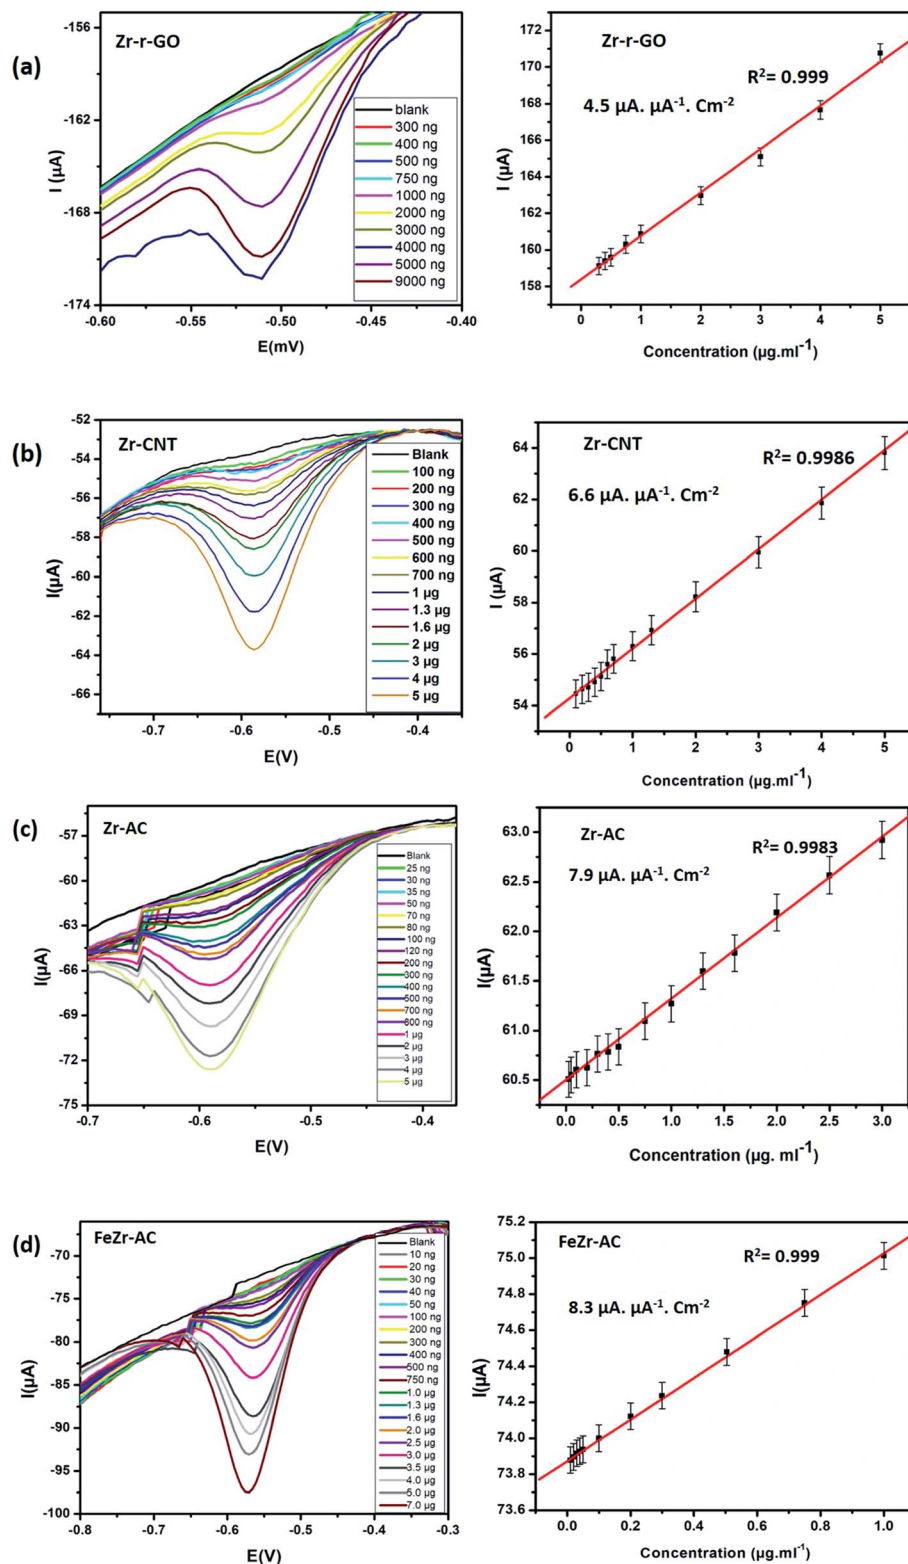 (a)
Zr-r-GO
-156
-162
-168
-174
I (µA)
-0.60
-0.55
-0.50
-0.45
-0.40
E(mV)
blank
300 ng
400 ng
500 ng
750 ng
1000 ng
2000 ng
3000 ng
4000 ng
5000 ng
9000 ng
Zr-r-GO
R²= 0.999
4.5 µA. µA⁻¹. Cm⁻²
172
170
168
166
164
162
160
158
I (µA)
0
1
2
3
4
5
Concentration (µg.ml⁻¹)
(b)
Zr-CNT
-52
-54
-57
-58
-60
-62
-64
-66
I(µA)
-0.7
-0.6
-0.5
-0.4
E(V)
Blank
100 ng
200 ng
300 ng
400 ng
500 ng
600 ng
700 ng
1 µg
1.3 µg
1.6 µg
2 µg
3 µg
4 µg
5 µg
Zr-CNT
R²= 0.9986
6.6 µA. µA⁻¹. Cm⁻²
64
62
60
58
56
54
I (µA)
0
1
2
3
4
5
Concentration (µg.ml⁻¹)
(c)
Zr-AC
-57
-60
-63
-66
-69
-72
-75
I(µA)
-0.7
-0.6
-0.5
-0.4
E(V)
Blank
25 ng
30 ng
35 ng
50 ng
70 ng
80 ng
100 ng
120 ng
200 ng
300 ng
400 ng
500 ng
700 ng
800 ng
1 µg
2 µg
3 µg
4 µg
5 µg
Zr-AC
R²= 0.9983
7.9 µA. µA⁻¹. Cm⁻²
63.0
62.5
62.0
61.5
61.0
60.5
I(µA)
0.0
0.5
1.0
1.5
2.0
2.5
3.0
Concentration (µg. ml⁻¹)
(d)
FeZr-AC
-70
-75
-80
-85
-90
-95
-100
I(µA)
-0.8
-0.7
-0.6
-0.5
-0.4
-0.3
E(V)
Blank
10 ng
20 ng
30 ng
40 ng
50 ng
100 ng
200 ng
300 ng
400 ng
500 ng
750 ng
1.0 µg
1.3 µg
1.6 µg
2.0 µg
2.5 µg
3.0 µg
3.5 µg
4.0 µg
5.0 µg
7.0 µg
FeZr-AC
R²= 0.999
8.3 µA. µA⁻¹. Cm⁻²
75.2
75.0
74.8
74.6
74.4
74.2
74.0
73.8
73.6
I(µA)
0.0
0.2
0.4
0.6
0.8
1.0
Concentration (µg.ml⁻¹)